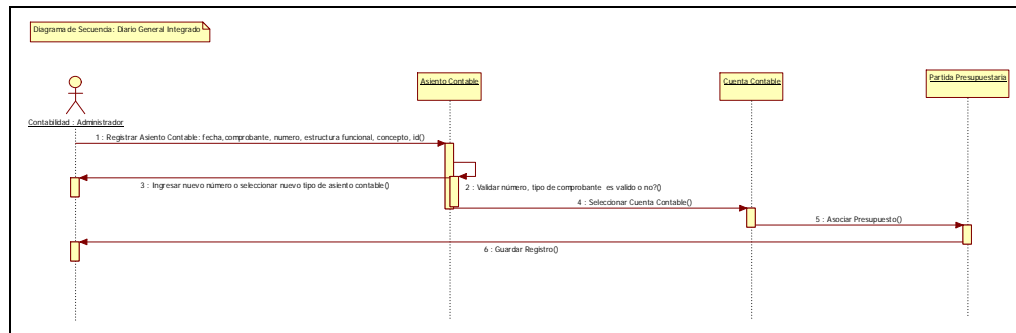 Diagrama de Secuencia: Diario General Integrado
Asiento Contable
Cuenta Contable
Partida Presupuestaria
Contabilidad : Administrador
1 : Registrar Asiento Contable: fecha,comprobante, numero, estructura funcional, concepto, id()
3 : Ingresar nuevo número o seleccionar nuevo tipo de asiento contable()
2 : Validar número, tipo de comprobante es valido o no?()
4 : Seleccionar Cuenta Contable()
5 : Asociar Presupuesto()
6 : Guardar Registro()